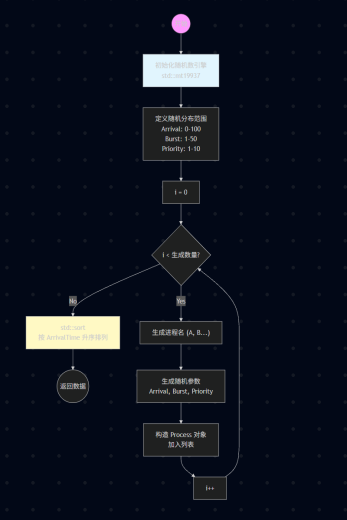 初始化随机数引擎
std::mt19937
定义随机分布范围
Arrival: 0-100
Burst: 1-50
Priority: 1-10
i = 0
i < 生成数量?
No
Yes
std::sort
按 ArrivalTime 升序排列
生成进程名 (A, B...)
返回数据
生成随机参数
Arrival, Burst, Priority
构造 Process 对象
加入列表
i++